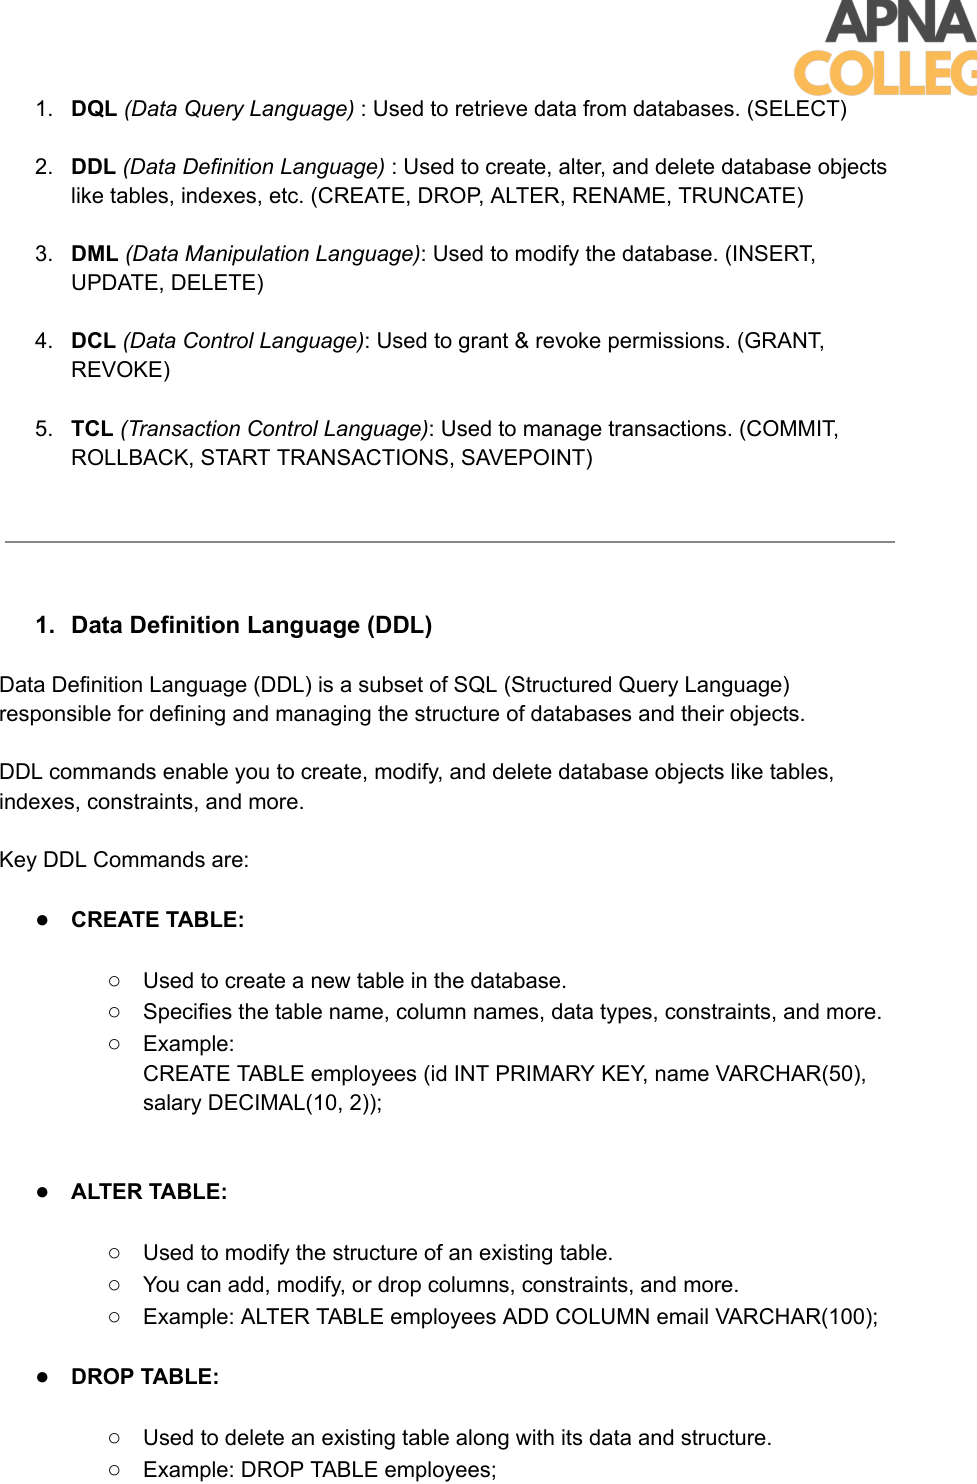 APNA
COLLEG
1. DQL (Data Query Language) : Used to retrieve data from databases. (SELECT)
2. DDL (Data Definition Language) : Used to create, alter, and delete database objects
like tables, indexes, etc. (CREATE, DROP, ALTER, RENAME, TRUNCATE)
3. DML (Data Manipulation Language): Used to modify the database. (INSERT,
UPDATE, DELETE)
4. DCL (Data Control Language): Used to grant & revoke permissions. (GRANT,
REVOKE)
5. TCL (Transaction Control Language): Used to manage transactions. (COMMIT,
ROLLBACK, START TRANSACTIONS, SAVEPOINT)
1. Data Definition Language (DDL)
Data Definition Language (DDL) is a subset of SQL (Structured Query Language)
responsible for defining and managing the structure of databases and their objects.
DDL commands enable you to create, modify, and delete database objects like tables,
indexes, constraints, and more.
Key DDL Commands are:
● CREATE TABLE:
○ Used to create a new table in the database.
○ Specifies the table name, column names, data types, constraints, and more.
○ Example:
CREATE TABLE employees (id INT PRIMARY KEY, name VARCHAR(50),
salary DECIMAL(10, 2));
● ALTER TABLE:
○ Used to modify the structure of an existing table.
○ You can add, modify, or drop columns, constraints, and more.
○ Example: ALTER TABLE employees ADD COLUMN email VARCHAR(100);
● DROP TABLE:
○ Used to delete an existing table along with its data and structure.
○ Example: DROP TABLE employees;